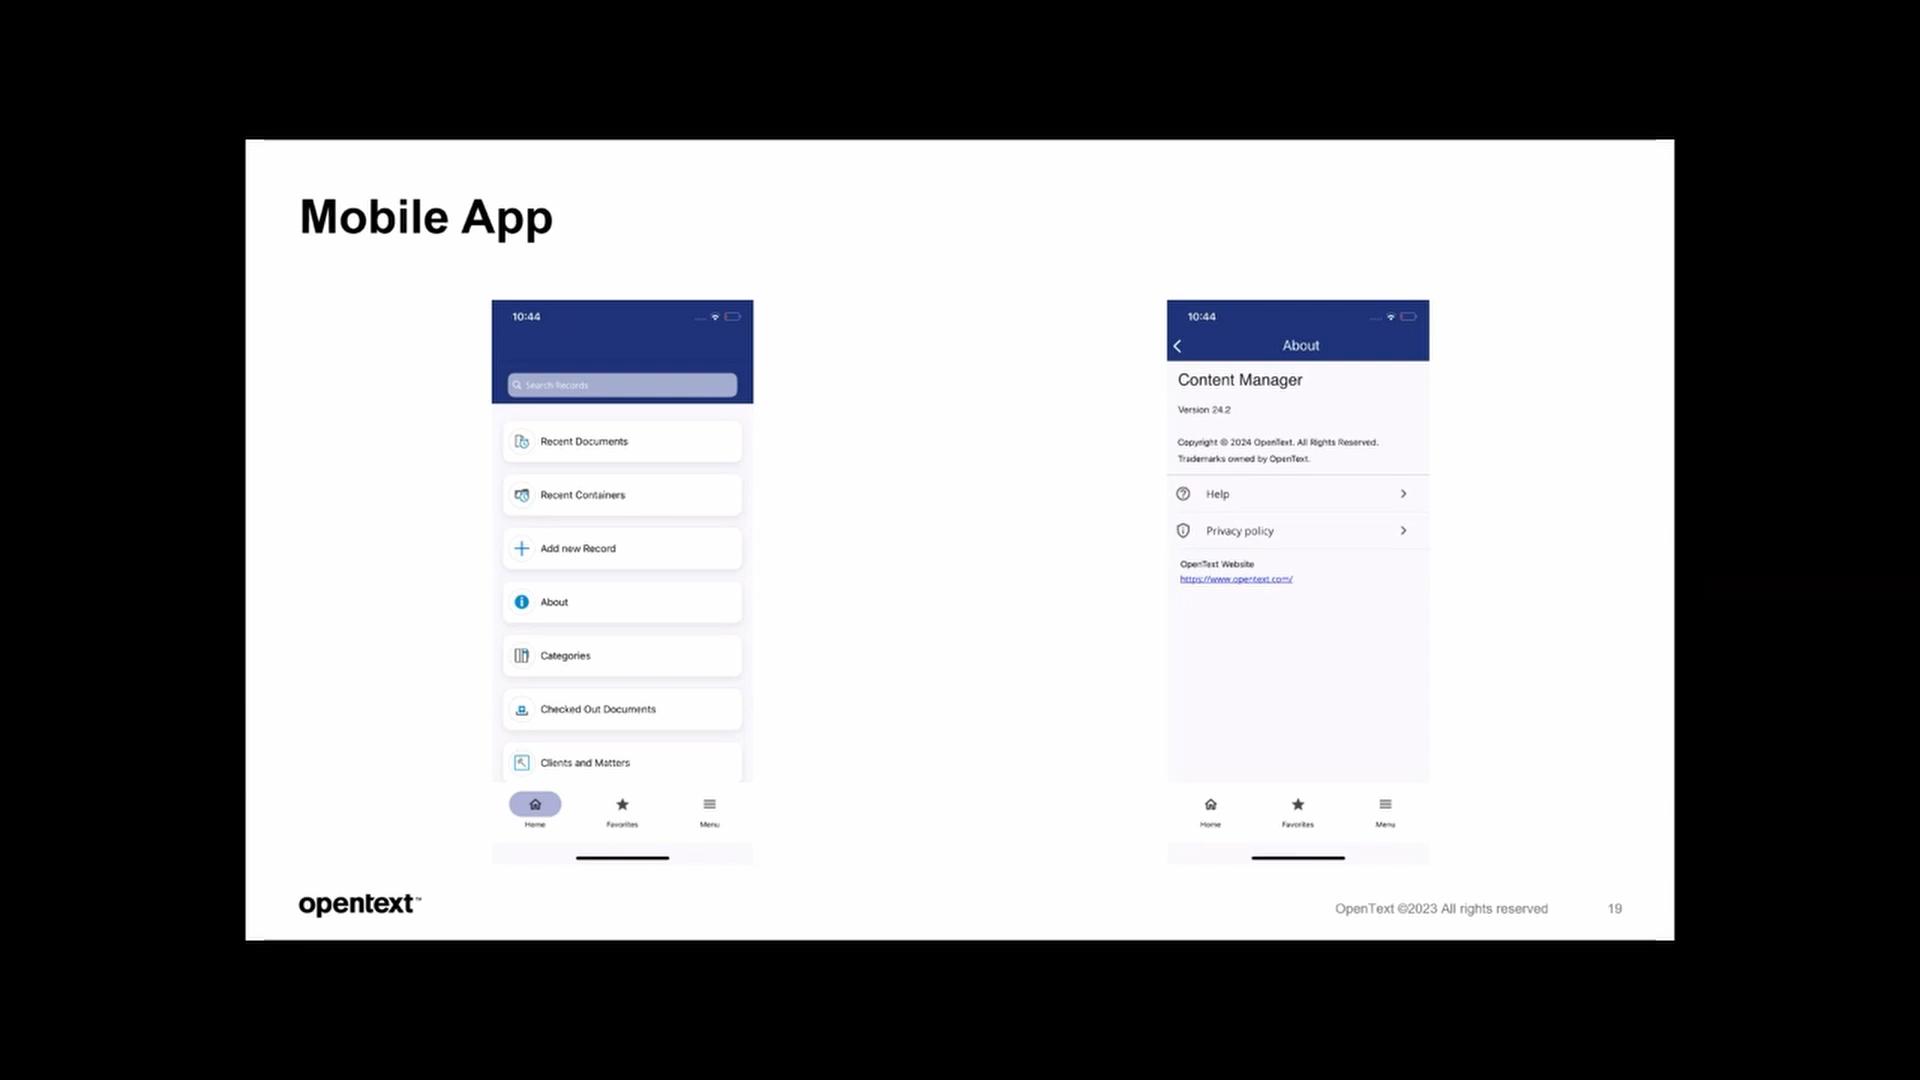 Mobile App
10:44
Search Records
Recent Documents
Recent Containers
Add new Record
About
Categories
Checked Out Documents
Clients and Matters
Home
Favorites
Menu
10:44
About
Content Manager
Version 24.2
Copyright © 2024 OpenText. All Rights Reserved.
Trademarks owned by OpenText.
Help
Privacy policy
OpenText Website
https://www.opentext.com/
Home
Favorites
Menu
opentext™
OpenText ©2023 All rights reserved
19